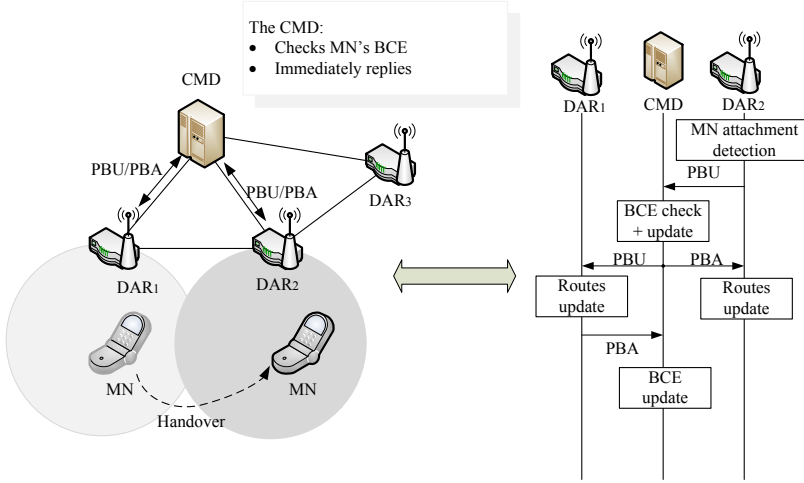 The CMD:
• Checks MN's BCE
• Immediately replies
CMD
PBU/PBA
PBU/PBA
DAR3
DAR1
DAR2
MN
MN
Handover
DAR1
CMD
DAR2
MN attachment
detection
PBU
BCE check
+ update
PBU
PBA
Routes
update
Routes
update
PBA
BCE
update